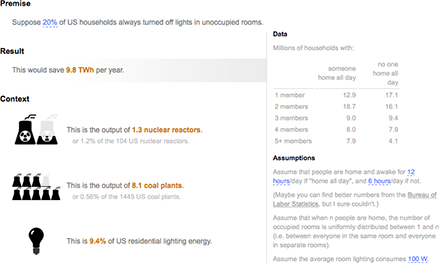 Premise
Suppose 20% of US households always turned off lights in unoccupied rooms.
Result
This would save 9.8 TWh per year.
Context
This is the output of 1.3 nuclear reactors.
or 1.2% of the 104 US nuclear reactors.
This is the output of 8.1 coal plants.
or 0.56% of the 1445 US coal plants.
This is 9.4% of US residential lighting energy.
Data
Millions of households with:
someone
home all day
no one
home all
day
1 member 12.9 17.1
2 members 18.7 16.1
3 members 9.0 9.4
4 members 8.0 7.9
5+ members 7.9 4.1
Assumptions
Assume that people are home and awake for 12
hours/day if "home all day", and 6 hours/day if not.
(Maybe you can find better numbers from the Bureau of
Labor Statistics, but I sure couldn't.)
Assume that when n people are home, the number of
occupied rooms is uniformly distributed between 1 and n
(i.e. between everyone in the same room and everyone
in separate rooms).
Assume the average room lighting consumes 100 W.